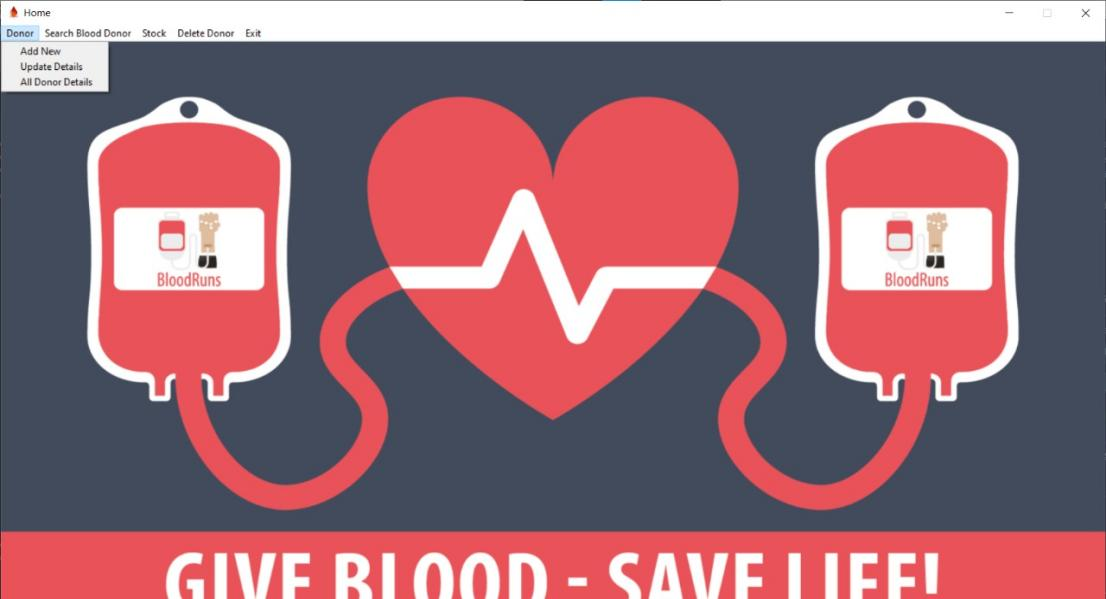 Home
Donor Search Blood Donor Stock Delete Donor Exit
Add New
Update Details
All Donor Details
BloodRuns
BloodRuns
GIVE BLOOD - SAVE LIFE!